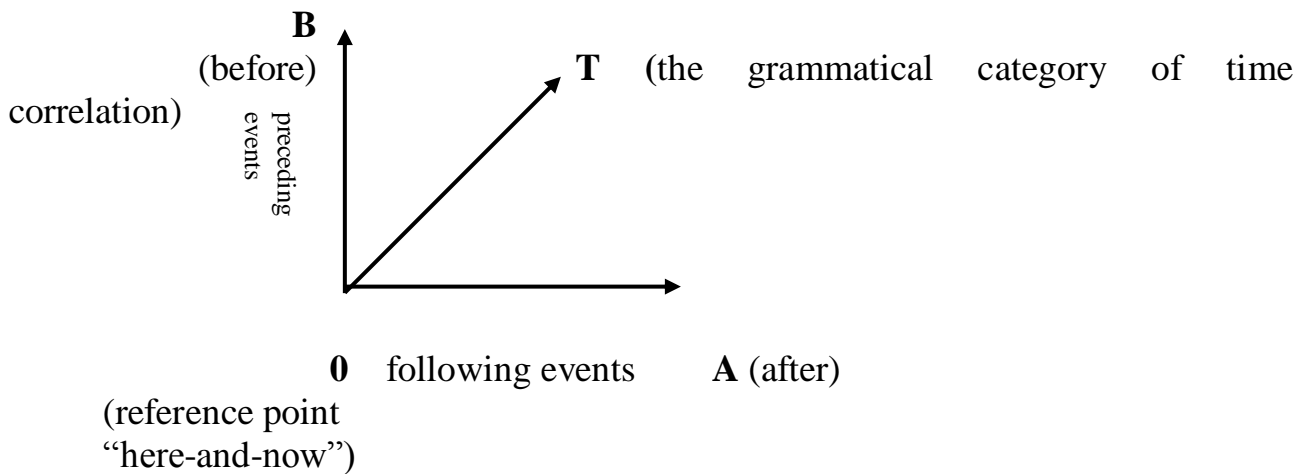 B
(before) T (the grammatical category of time
correlation)
preceding
events
0 following events A (after)
(reference point
“here-and-now”)